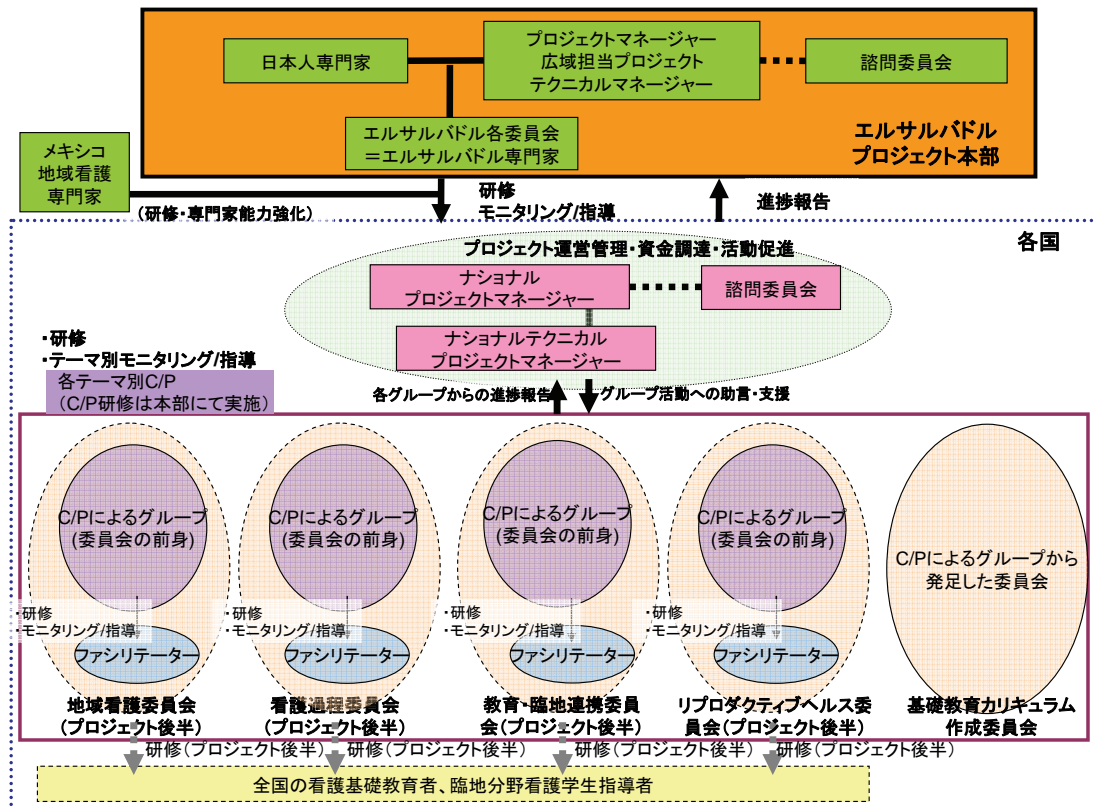 日本人専門家
プロジェクトマネージャー
広域担当プロジェクト
テクニカルマネージャー
諮問委員会
エルサルバドル各委員会
＝エルサルバドル専門家
エルサルバドル
プロジェクト本部
メキシコ
地域看護
専門家
(研修・専門家能力強化)
研修
モニタリング/指導
進捗報告
各国
プロジェクト運営管理・資金調達・活動促進
ナショナル
プロジェクトマネージャー
諮問委員会
ナショナルテクニカル
プロジェクトマネージャー
・研修
・テーマ別モニタリング/指導
各テーマ別C/P
(C/P研修は本部にて実施)
各グループからの進捗報告
グループ活動への助言・支援
C/Pによるグループ
(委員会の前身)
C/Pによるグループ
(委員会の前身)
C/Pによるグループ
(委員会の前身)
C/Pによるグループ
(委員会の前身)
C/Pによるグループから
発足した委員会
・研修
・モニタリング/指導
・研修
・モニタリング/指導
・研修
・モニタリング/指導
・研修
・モニタリング/指導
ファシリテーター
ファシリテーター
ファシリテーター
ファシリテーター
地域看護委員会
(プロジェクト後半)
看護過程委員会
(プロジェクト後半)
教育・臨地連携委員
会(プロジェクト後半)
リプロダクティブヘルス委
員会(プロジェクト後半)
基礎教育カリキュラム
作成委員会
研修(プロジェクト後半)
研修(プロジェクト後半)
研修(プロジェクト後半)
研修(プロジェクト後半)
全国の看護基礎教育者、臨地分野看護学生指導者